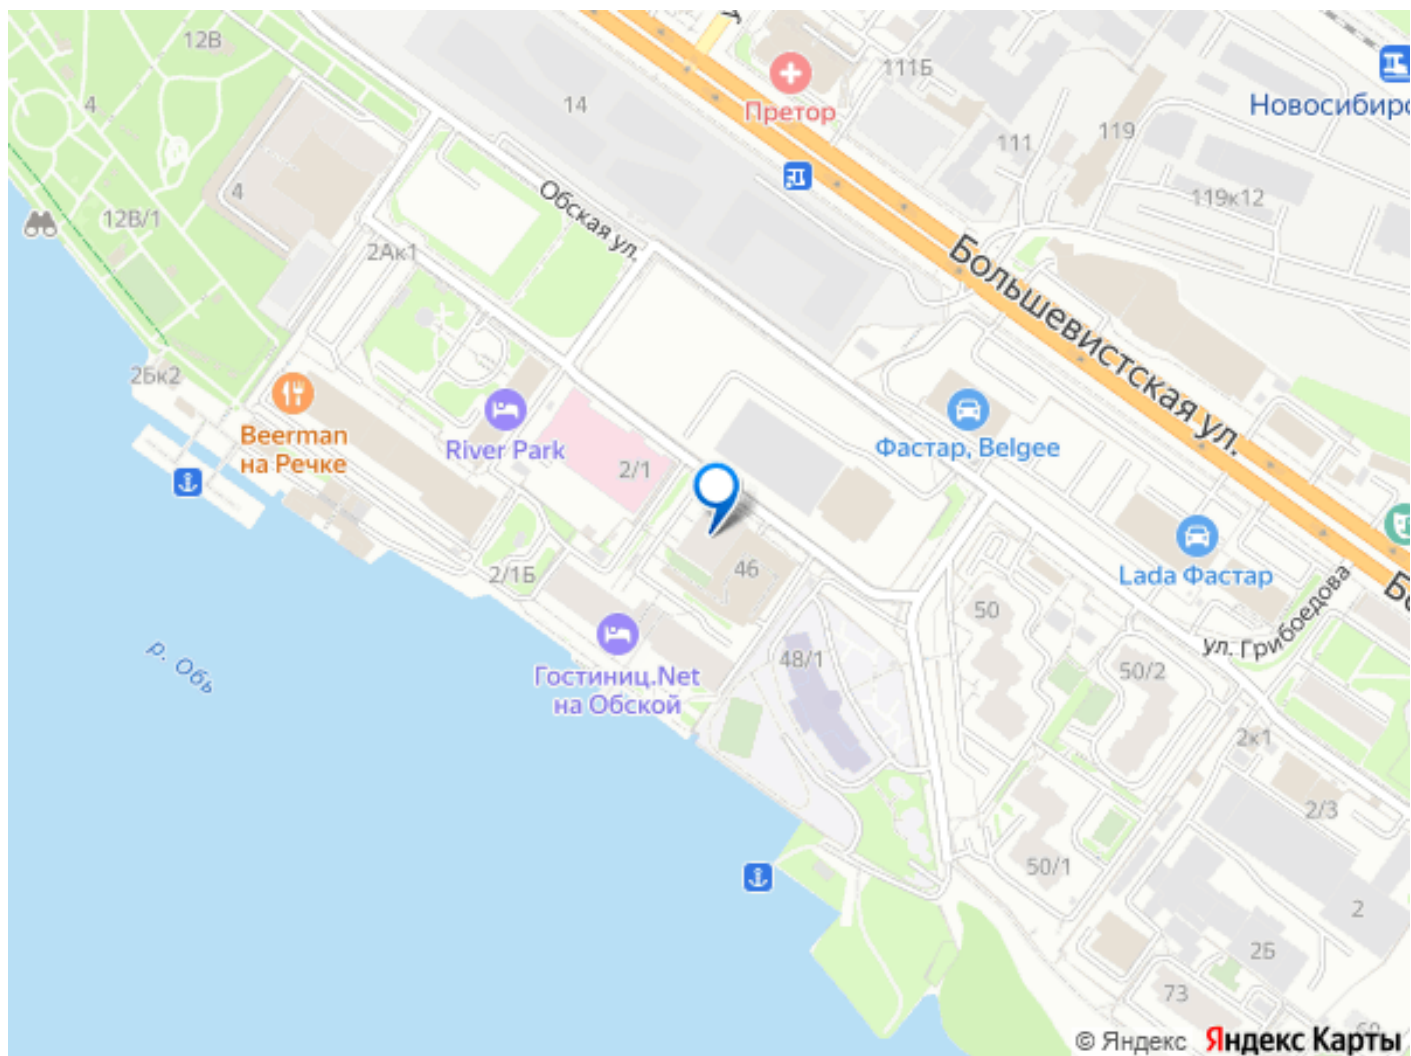 12В
4
14
Претор
111Б
111
119
Новосибирс
119к12
4
12В/1
2Ак1
Обская ул.
Большевистская ул.
2Бк2
Beerman
на Речке
River Park
2/1
Фастар, Belgee
46
2/1Б
Lada Фастар
ул. Грибоедова
Бо
р. Обь
Гостиниц.Net
на Обской
48/1
50
50/2
2к1
2/3
50/1
2
2Б
73
© Яндекс Яндекс Карты